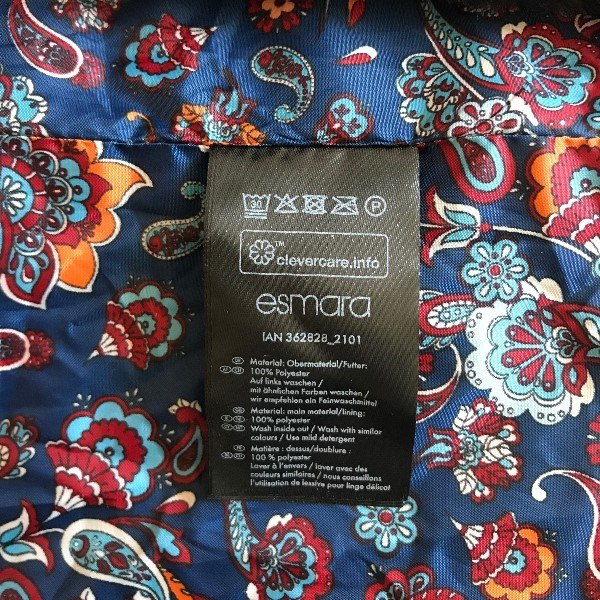 30 P
clevercare.info™
esmara
IAN 362828_2101
Material: Obermaterial/Futter:
100% Polyester
Auf links waschen /
mit ähnlichen Farben waschen /
wir empfehlen ein Feinwaschmittel
Material: main material/lining:
100% polyester
Wash inside out / Wash with similar
colours / Use mild detergent
Matière : dessus/doublure :
100 % polyester
Laver à l'envers / laver avec des
couleurs similaires / nous conseillons
l'utilisation de lessive pour linge délicat